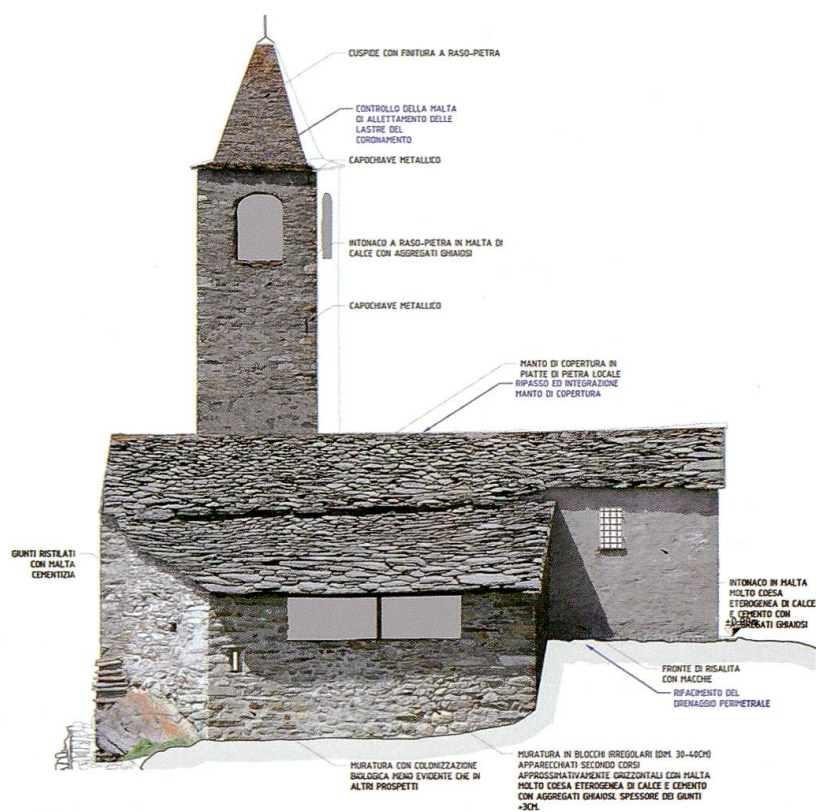 CUSPIDE CON FINITURA A RASO-PIETRA
CONTROLLO DELLA MALTA
DI ALLETTAMENTO DELLE
LASTRE DEL
CORONAMENTO
CAPOCHIAVE METALLICO
INTONACO A RASO-PIETRA IN MALTA DI
CALCE CON AGGREGATI GHIAIOSI
CAPOCHIAVE METALLICO
MANTO DI COPERTURA IN
PIATTE DI PIETRA LOCALE
RIPASSO ED INTEGRAZIONE
MANTO DI COPERTURA
GIUNTI RISTILATI
CON MALTA
CEMENTIZIA
INTONACO IN MALTA
MOLTO COESA
ETEROGENEA DI CALCE
E CEMENTO CON
AGGREGATI GHIAIOSI
FRONTE DI RISALITA
CON MACCHIE
RIFACIMENTO DEL
DRENAGGIO PERIMETRALE
MURATURA CON COLONIZZAZIONE
BIOLOGICA MENO EVIDENTE CHE IN
ALTRI PROSPETTI
MURATURA IN BLOCCHI IRREGOLARI (DIM. 30-40CM)
APPARECCHIATI SECONDO CORSI
APPROSSIMATIVAMENTE ORIZZONTALI CON MALTA
MOLTO COESA ETEROGENEA DI CALCE E CEMENTO
CON AGGREGATI GHIAIOSI. SPESSORE DEI GIUNTI
+3CM.